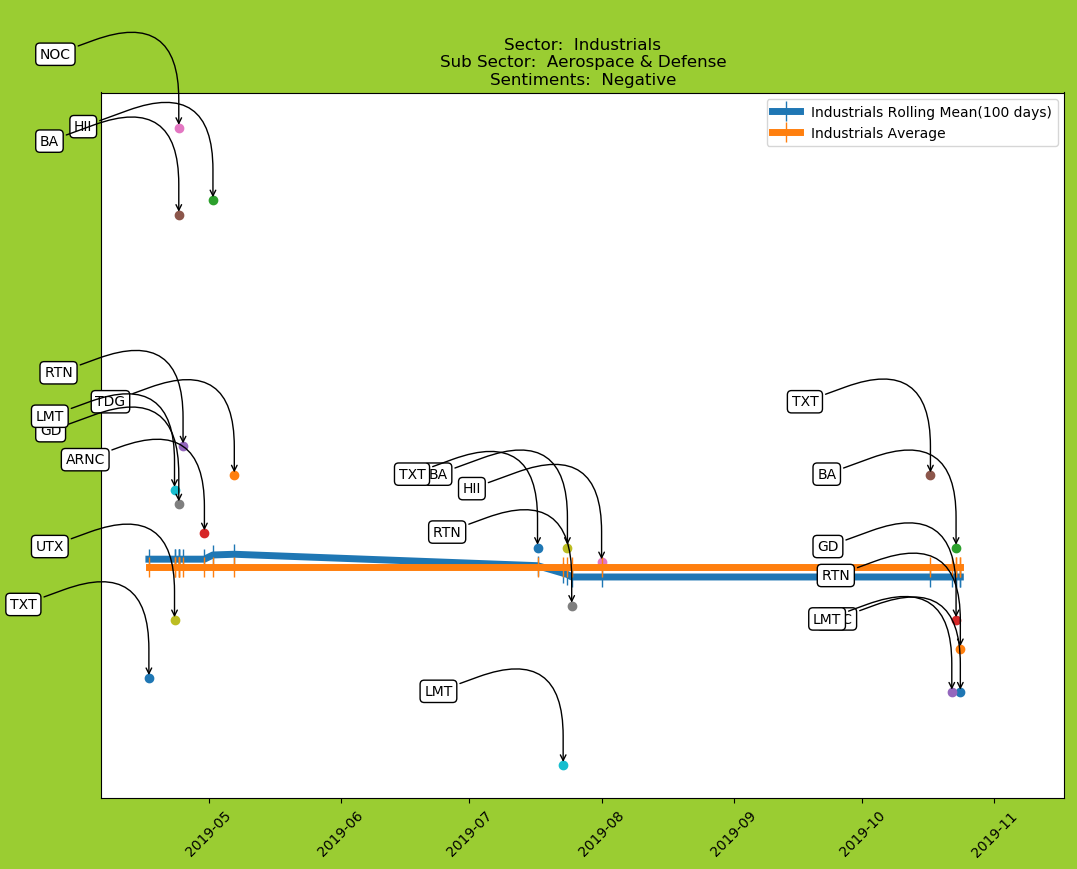 NOC
Sector:  Industrials
Sub Sector:  Aerospace & Defense
Sentiments:  Negative
Industrials Rolling Mean(100 days)
Industrials Average
HII
BA
RTN
TDG
LMT
GD
ARNC
UTX
TXT
TXT
BA
HII
RTN
LMT
TXT
BA
GD
RTN
LMT
2019-05
2019-06
2019-07
2019-08
2019-09
2019-10
2019-11